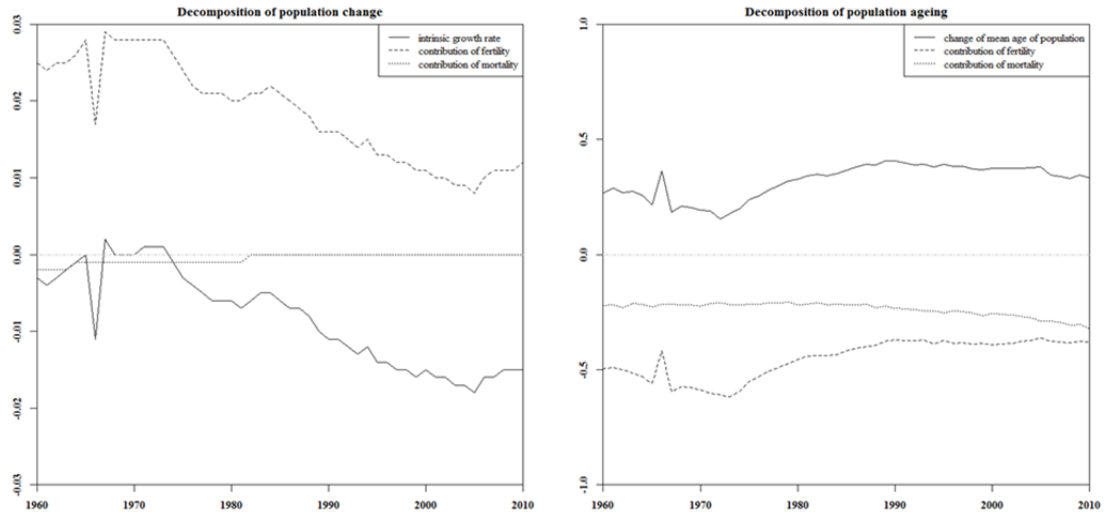 Decomposition of population change
0.03
0.02
0.01
0.00
-0.01
-0.02
-0.03
intrinsic growth rate
contribution of fertility
contribution of mortality
1960 1970 1980 1990 2000 2010
Decomposition of population ageing
1.0
0.5
0.0
-0.5
-1.0
change of mean age of population
contribution of fertility
contribution of mortality
1960 1970 1980 1990 2000 2010